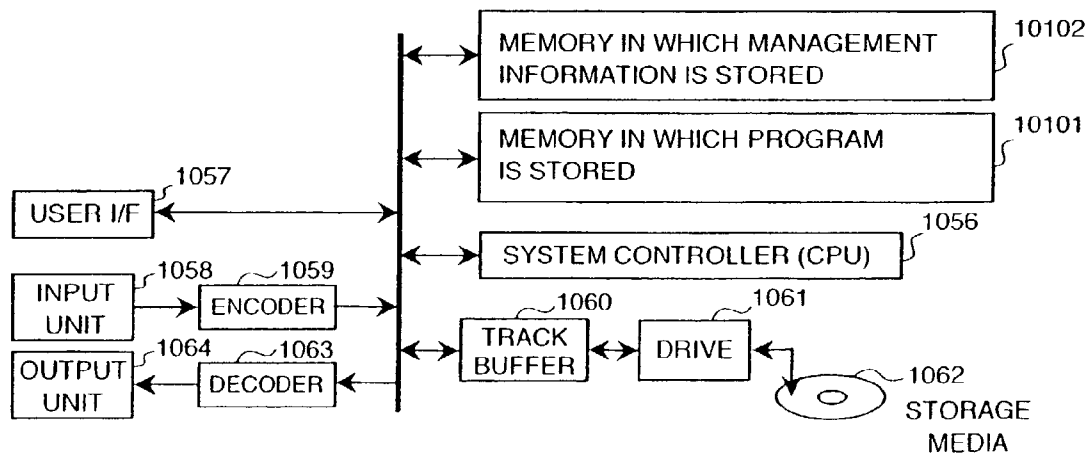 10102
MEMORY IN WHICH MANAGEMENT
INFORMATION IS STORED
10101
MEMORY IN WHICH PROGRAM
IS STORED
1057
USER I/F
1056
SYSTEM CONTROLLER (CPU)
1058
INPUT
UNIT
1059
ENCODER
1060
TRACK
BUFFER
1061
DRIVE
1064
OUTPUT
UNIT
1063
DECODER
1062
STORAGE
MEDIA